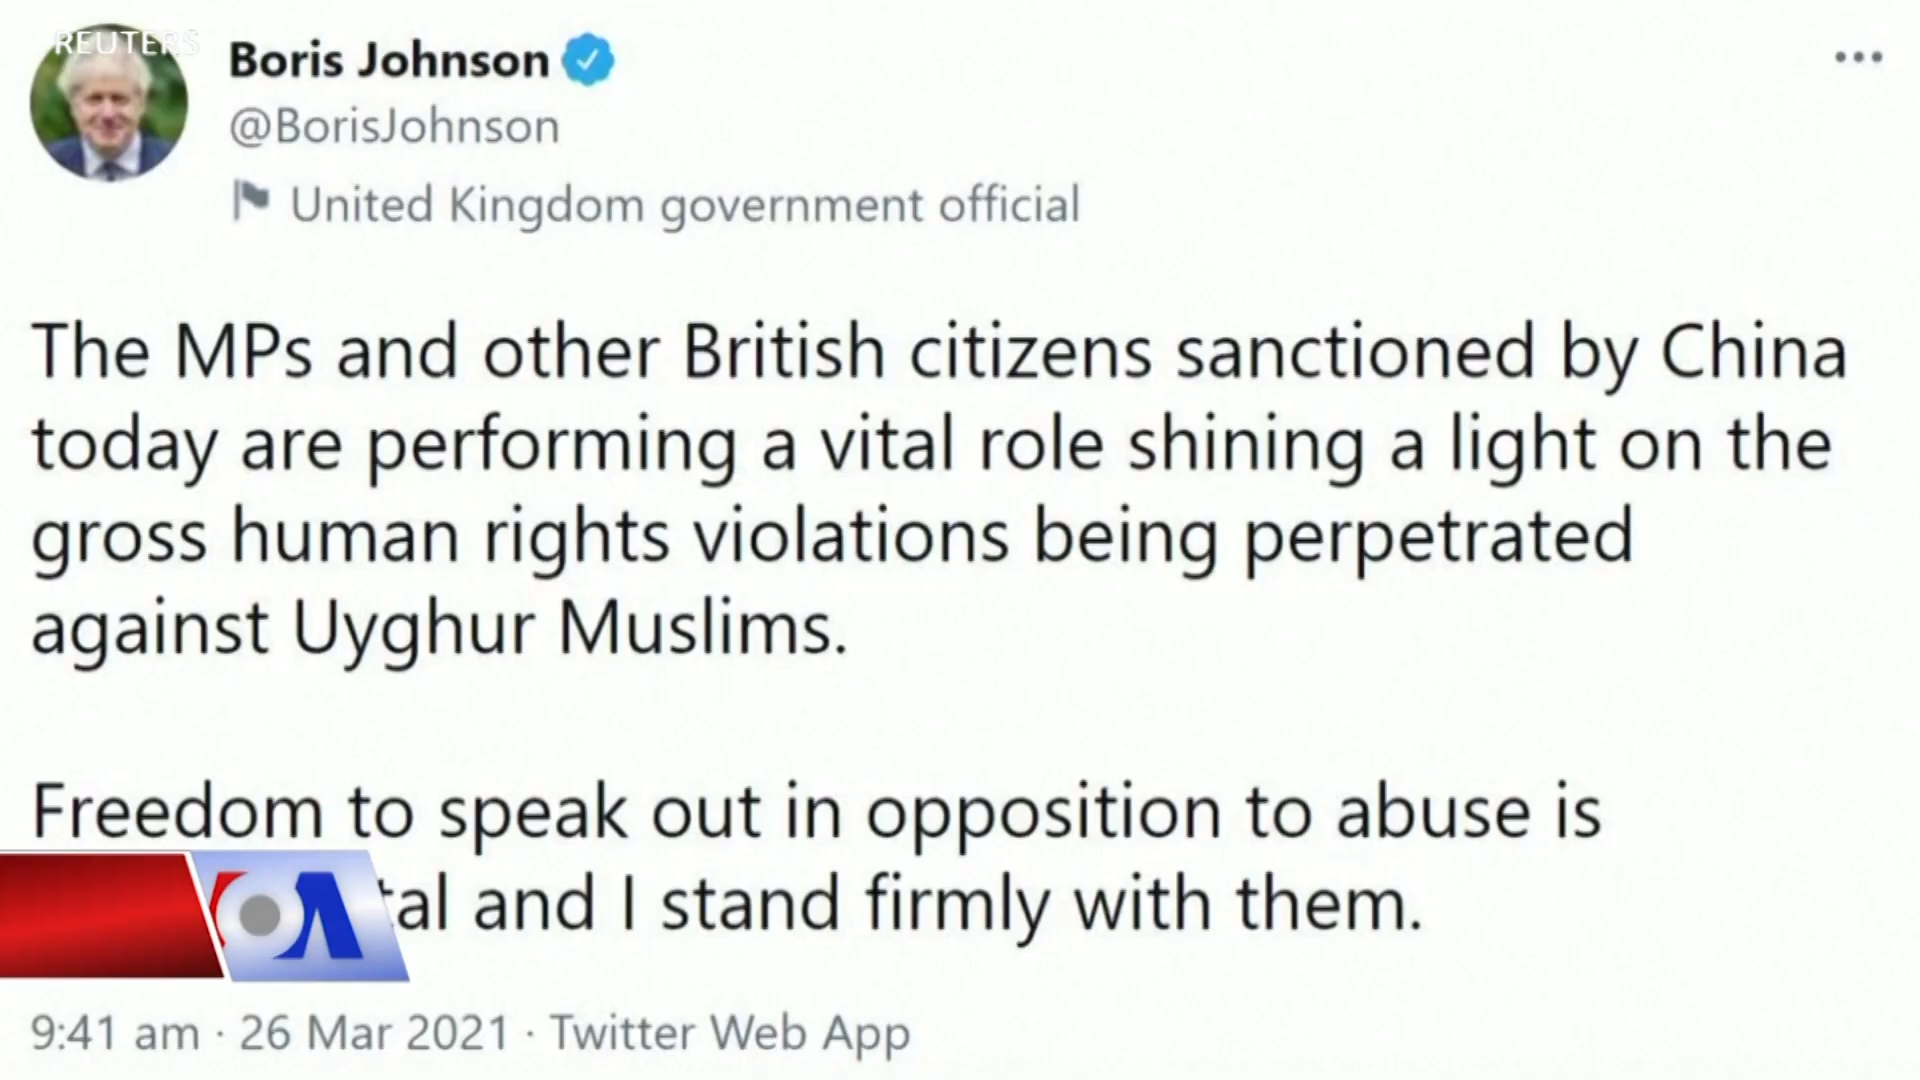 REUTERS
Boris Johnson
@BorisJohnson
United Kingdom government official
The MPs and other British citizens sanctioned by China
today are performing a vital role shining a light on the
gross human rights violations being perpetrated
against Uyghur Muslims.
Freedom to speak out in opposition to abuse is
tal and I stand firmly with them.
VOA
9:41 am · 26 Mar 2021 · Twitter Web App